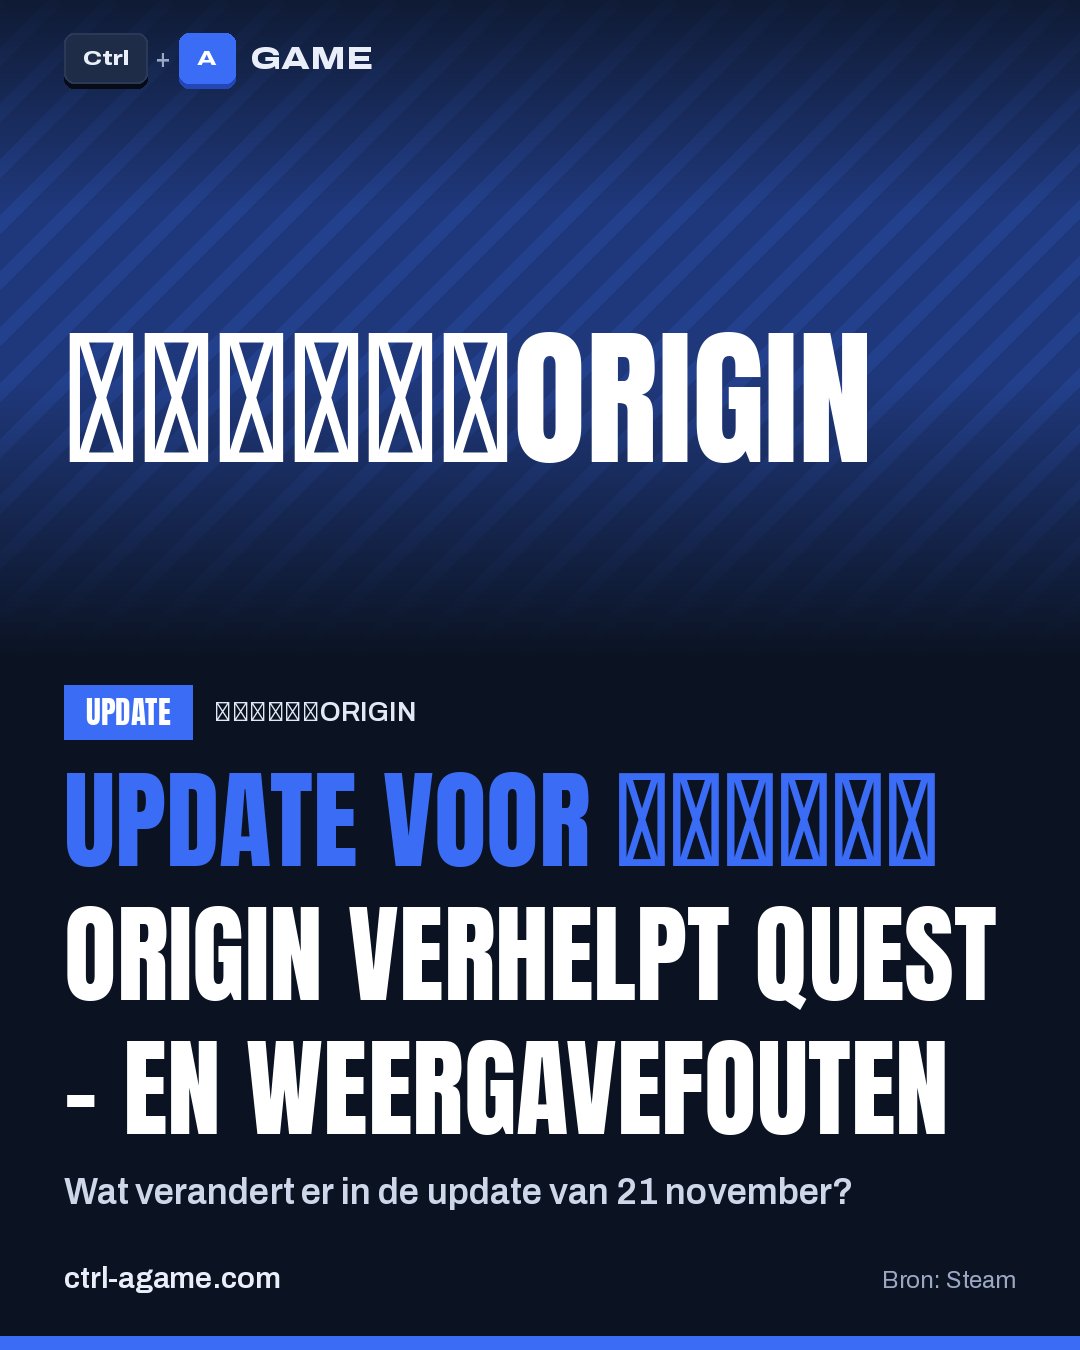 Ctrl + A GAME
ORIGIN
UPDATE ORIGIN
UPDATE VOOR
ORIGIN VERHELPT QUEST
- EN WEERGAVEFOUTEN
Wat verandert er in de update van 21 november?
ctrl-agame.com
Bron: Steam